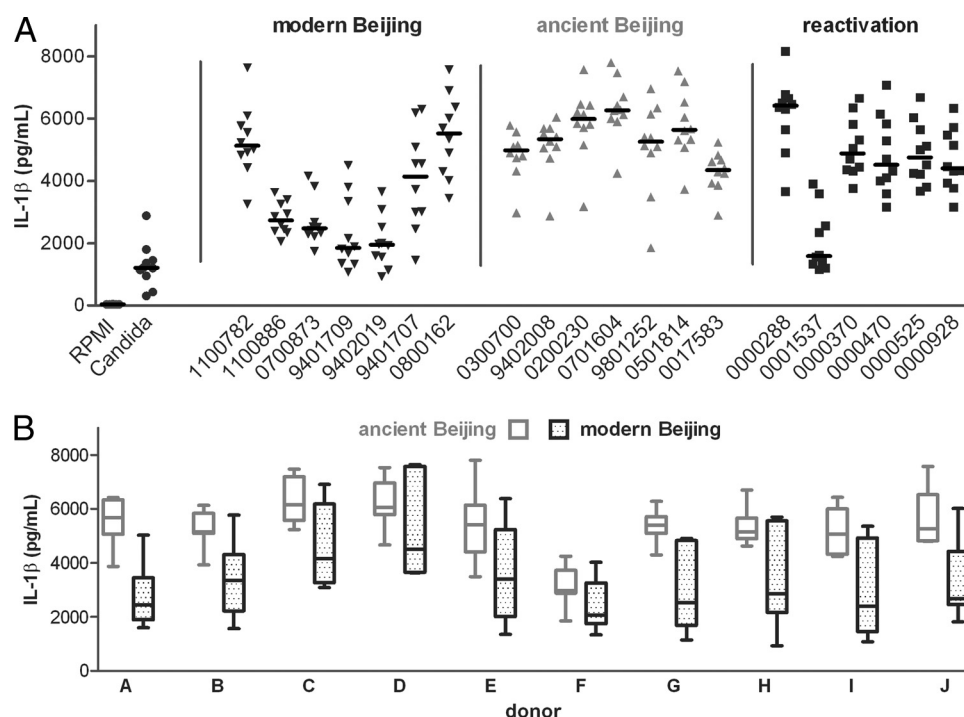 A
modern Beijing
ancient Beijing
reactivation
IL-1β (pg/mL)
8000
6000
4000
2000
0
RPMI
Candida
1100782
1100886
0700873
9401709
9402019
9401707
0800162
0300700
9402008
0200230
0701604
9801252
0501814
0017583
0000288
0001537
0000370
0000470
0000525
0000928
B
ancient Beijing modern Beijing
IL-1β (pg/mL)
8000
6000
4000
2000
0
A B C D E F G H I J
donor